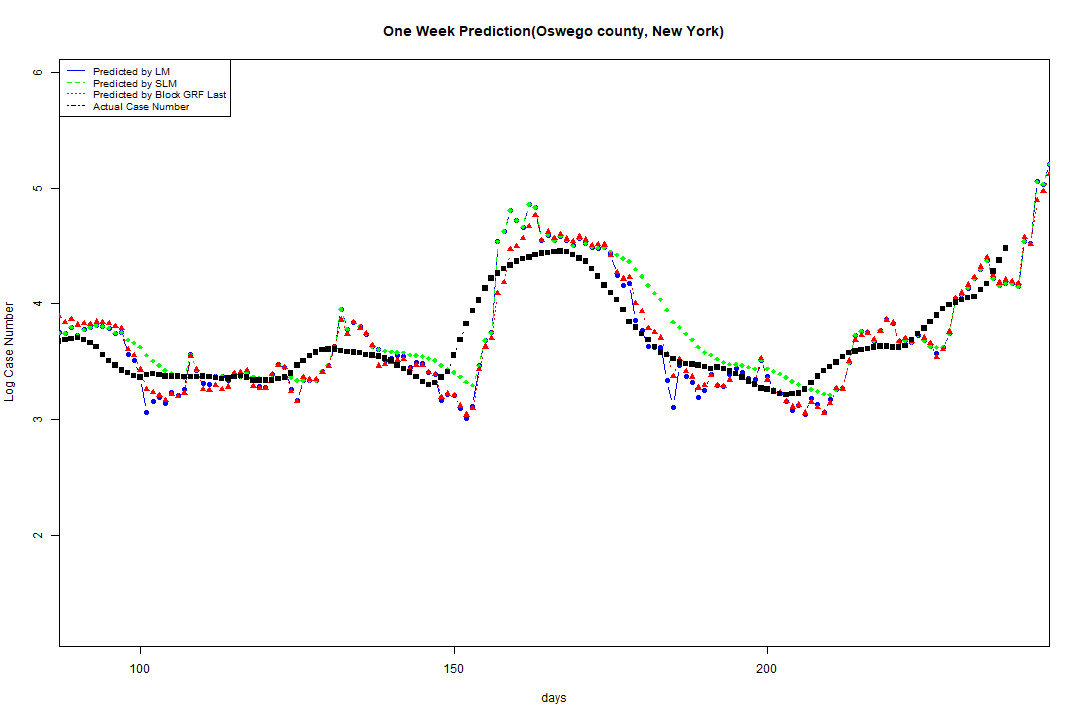 One Week Prediction(Oswego county, New York)
Predicted by LM
Predicted by SLM
Predicted by Block GRF Last
Actual Case Number
6
5
4
3
2
Log Case Number
100 150 200
days